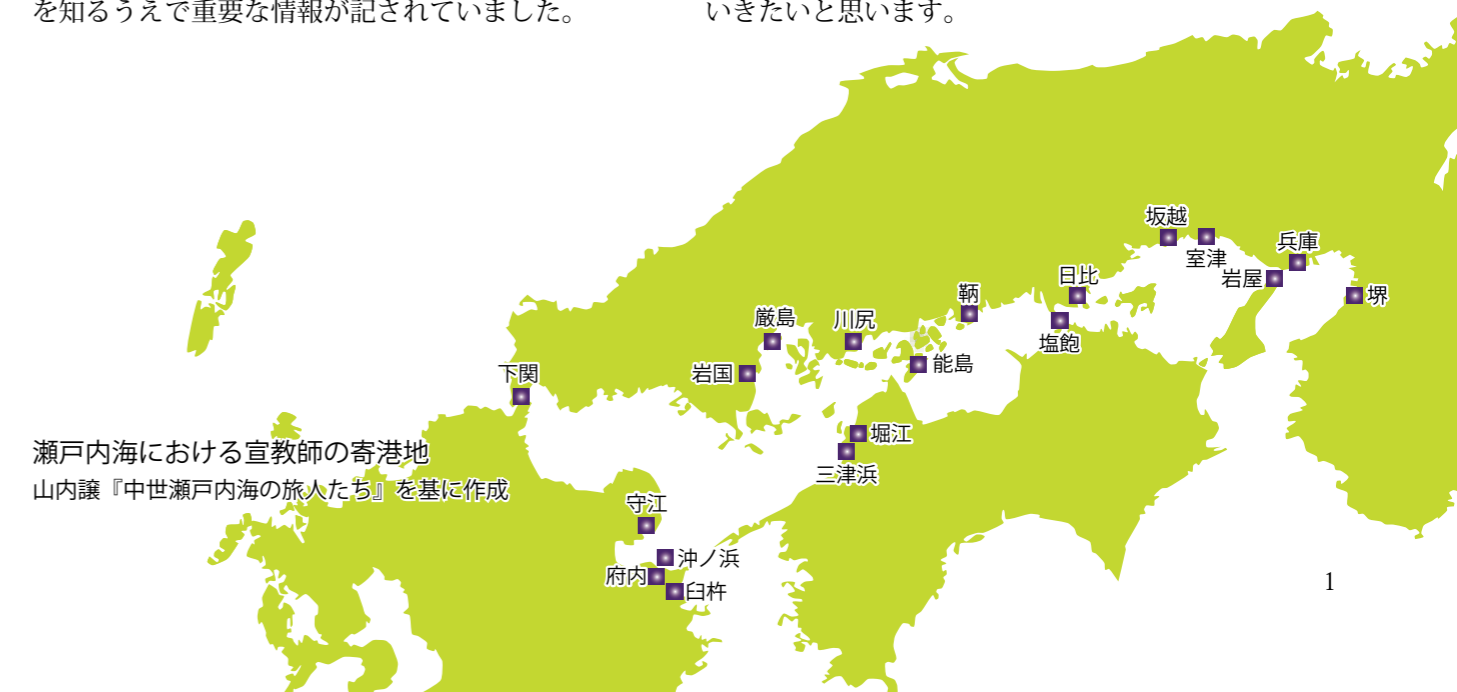 を知るうえで重要な情報が記されていました。
いきたいと思います。
坂越
室津
兵庫
岩屋
堺
日比
鞆
塩飽
厳島
川尻
能島
岩国
下関
堀江
三津浜
瀬戸内海における宣教師の寄港地
山内譲『中世瀬戸内海の旅人たち』を基に作成
守江
沖ノ浜
府内
臼杵
1